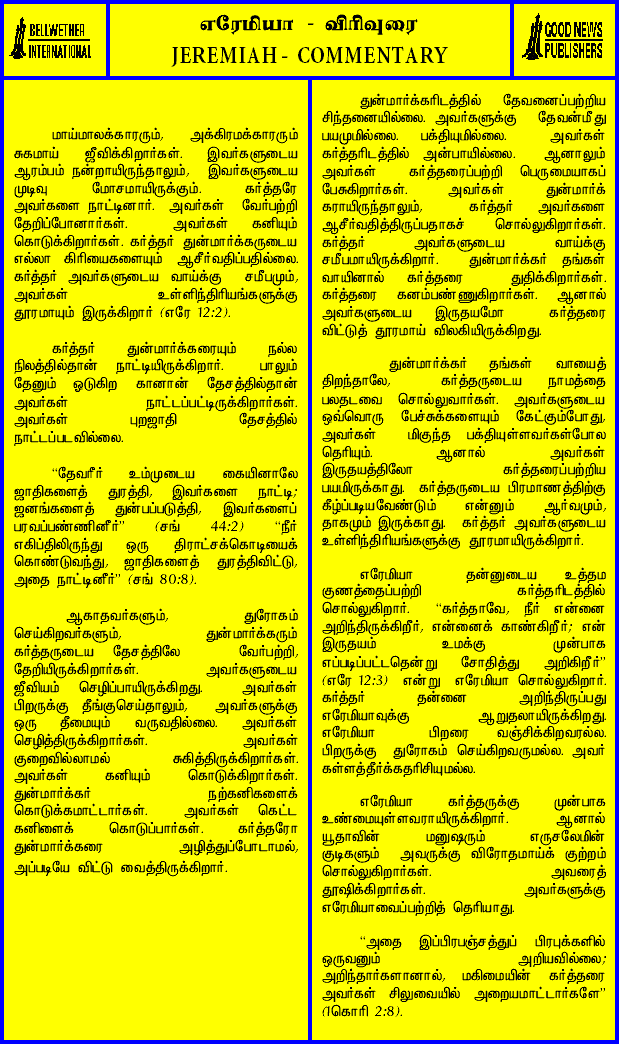 BELLWETHER
INTERNATIONAL
எரேமியா - விரிவுரை
JEREMIAH - COMMENTARY
GOOD NEWS
PUBLISHERS
மாய்மாலக்காரரும், அக்கிரமக்காரரும்
சுகமாய் ஜீவிக்கிறார்கள். இவர்களுடைய
ஆரம்பம் நன்றாயிருந்தாலும், இவர்களுடைய
முடிவு மோசமாயிருக்கும். கர்த்தரே
அவர்களை நாட்டினார். அவர்கள் வேர்பற்றி
தேறிப்போனார்கள். அவர்கள் கனியும்
கொடுக்கிறார்கள். கர்த்தர் துன்மார்க்கருடைய
எல்லா கிரியைகளையும் ஆசீர்வதிப்பதில்லை.
கர்த்தர் அவர்களுடைய வாய்க்கு சமீபமும்,
அவர்கள் உள்ளிந்திரியங்களுக்கு
தூரமாயும் இருக்கிறார் (எரே 12:2).
கர்த்தர் துன்மார்க்கரையும் நல்ல
நிலத்தில்தான் நாட்டியிருக்கிறார். பாலும்
தேனும் ஓடுகிற கானான் தேசத்தில்தான்
அவர்கள் நாட்டப்பட்டிருக்கிறார்கள்.
அவர்கள் புறஜாதி தேசத்தில்
நாட்டப்படவில்லை.
“தேவரீர் உம்முடைய கையினாலே
ஜாதிகளைத் துரத்தி, இவர்களை நாட்டி;
ஜனங்களைத் துன்பப்படுத்தி, இவர்களைப்
பரவப்பண்ணினீர்” (சங் 44:2) “நீர்
எகிப்திலிருந்து ஒரு திராட்சக்கொடியைக்
கொண்டுவந்து, ஜாதிகளைத் துரத்திவிட்டு,
அதை நாட்டினீர்” (சங் 80:8).
ஆகாதவர்களும், துரோகம்
செய்கிறவர்களும், துன்மார்க்கரும்
கர்த்தருடைய தேசத்திலே வேர்பற்றி,
தேறியிருக்கிறார்கள். அவர்களுடைய
ஜீவியம் செழிப்பாயிருக்கிறது. அவர்கள்
பிறருக்கு தீங்குசெய்தாலும், அவர்களுக்கு
ஒரு தீமையும் வருவதில்லை. அவர்கள்
செழித்திருக்கிறார்கள். அவர்கள்
குறைவில்லாமல் சுகித்திருக்கிறார்கள்.
அவர்கள் கனியும் கொடுக்கிறார்கள்.
துன்மார்க்கர் நற்கனிகளைக்
கொடுக்கமாட்டார்கள். அவர்கள் கெட்ட
கனிளைக் கொடுப்பார்கள். கர்த்தரோ
துன்மார்க்கரை அழித்துப்போடாமல்,
அப்படியே விட்டு வைத்திருக்கிறார்.
துன்மார்க்கரிடத்தில் தேவனைப்பற்றிய
சிந்தனையில்லை. அவர்களுக்கு தேவன்மீது
பயமுமில்லை. பக்தியுமில்லை. அவர்கள்
கர்த்தரிடத்தில் அன்பாயில்லை. ஆனாலும்
அவர்கள் கர்த்தரைப்பற்றி பெருமையாகப்
பேசுகிறார்கள். அவர்கள் துன்மார்க்
கராயிருந்தாலும், கர்த்தர் அவர்களை
ஆசீர்வதித்திருப்பதாகச் சொல்லுகிறார்கள்.
கர்த்தர் அவர்களுடைய வாய்க்கு
சமீபமாயிருக்கிறார். துன்மார்க்கர் தங்கள்
வாயினால் கர்த்தரை துதிக்கிறார்கள்.
கர்த்தரை கனம்பண்ணுகிறார்கள். ஆனால்
அவர்களுடைய இருதயமோ கர்த்தரை
விட்டுத் தூரமாய் விலகியிருக்கிறது.
துன்மார்க்கர் தங்கள் வாயைத்
திறந்தாலே, கர்த்தருடைய நாமத்தை
பலதடவை சொல்லுவார்கள். அவர்களுடைய
ஒவ்வொரு பேச்சுக்களையும் கேட்கும்போது,
அவர்கள் மிகுந்த பக்தியுள்ளவர்கள்போல
தெரியும். ஆனால் அவர்கள்
இருதயத்திலோ கர்த்தரைப்பற்றிய
பயமிருக்காது. கர்த்தருடைய பிரமாணத்திற்கு
கீழ்ப்படியவேண்டும் என்னும் ஆர்வமும்,
தாகமும் இருக்காது. கர்த்தர் அவர்களுடைய
உள்ளிந்திரியங்களுக்கு தூரமாயிருக்கிறார்.
எரேமியா தன்னுடைய உத்தம
குணத்தைப்பற்றி கர்த்தரிடத்தில்
சொல்லுகிறார். “கர்த்தாவே, நீர் என்னை
அறிந்திருக்கிறீர், என்னைக் காண்கிறீர்; என்
இருதயம் உமக்கு முன்பாக
எப்படிப்பட்டதென்று சோதித்து அறிகிறீர்”
(எரே 12:3) என்று எரேமியா சொல்லுகிறார்.
கர்த்தர் தன்னை அறிந்திருப்பது
எரேமியாவுக்கு ஆறுதலாயிருக்கிறது.
எரேமியா பிறரை வஞ்சிக்கிறவரல்ல.
பிறருக்கு துரோகம் செய்கிறவருமல்ல. அவர்
கள்ளத்தீர்க்கதரிசியுமல்ல.
எரேமியா கர்த்தருக்கு முன்பாக
உண்மையுள்ளவராயிருக்கிறார். ஆனால்
யூதாவின் மனுஷரும் எருசலேமின்
குடிகளும் அவருக்கு விரோதமாய்க் குற்றம்
சொல்லுகிறார்கள். அவரைத்
தூஷிக்கிறார்கள். அவர்களுக்கு
எரேமியாவைப்பற்றித் தெரியாது.
“அதை இப்பிரபஞ்சத்துப் பிரபுக்களில்
ஒருவனும் அறியவில்லை;
அறிந்தார்களானால், மகிமையின் கர்த்தரை
அவர்கள் சிலுவையில் அறையமாட்டார்களே”
(1கொரி 2:8).